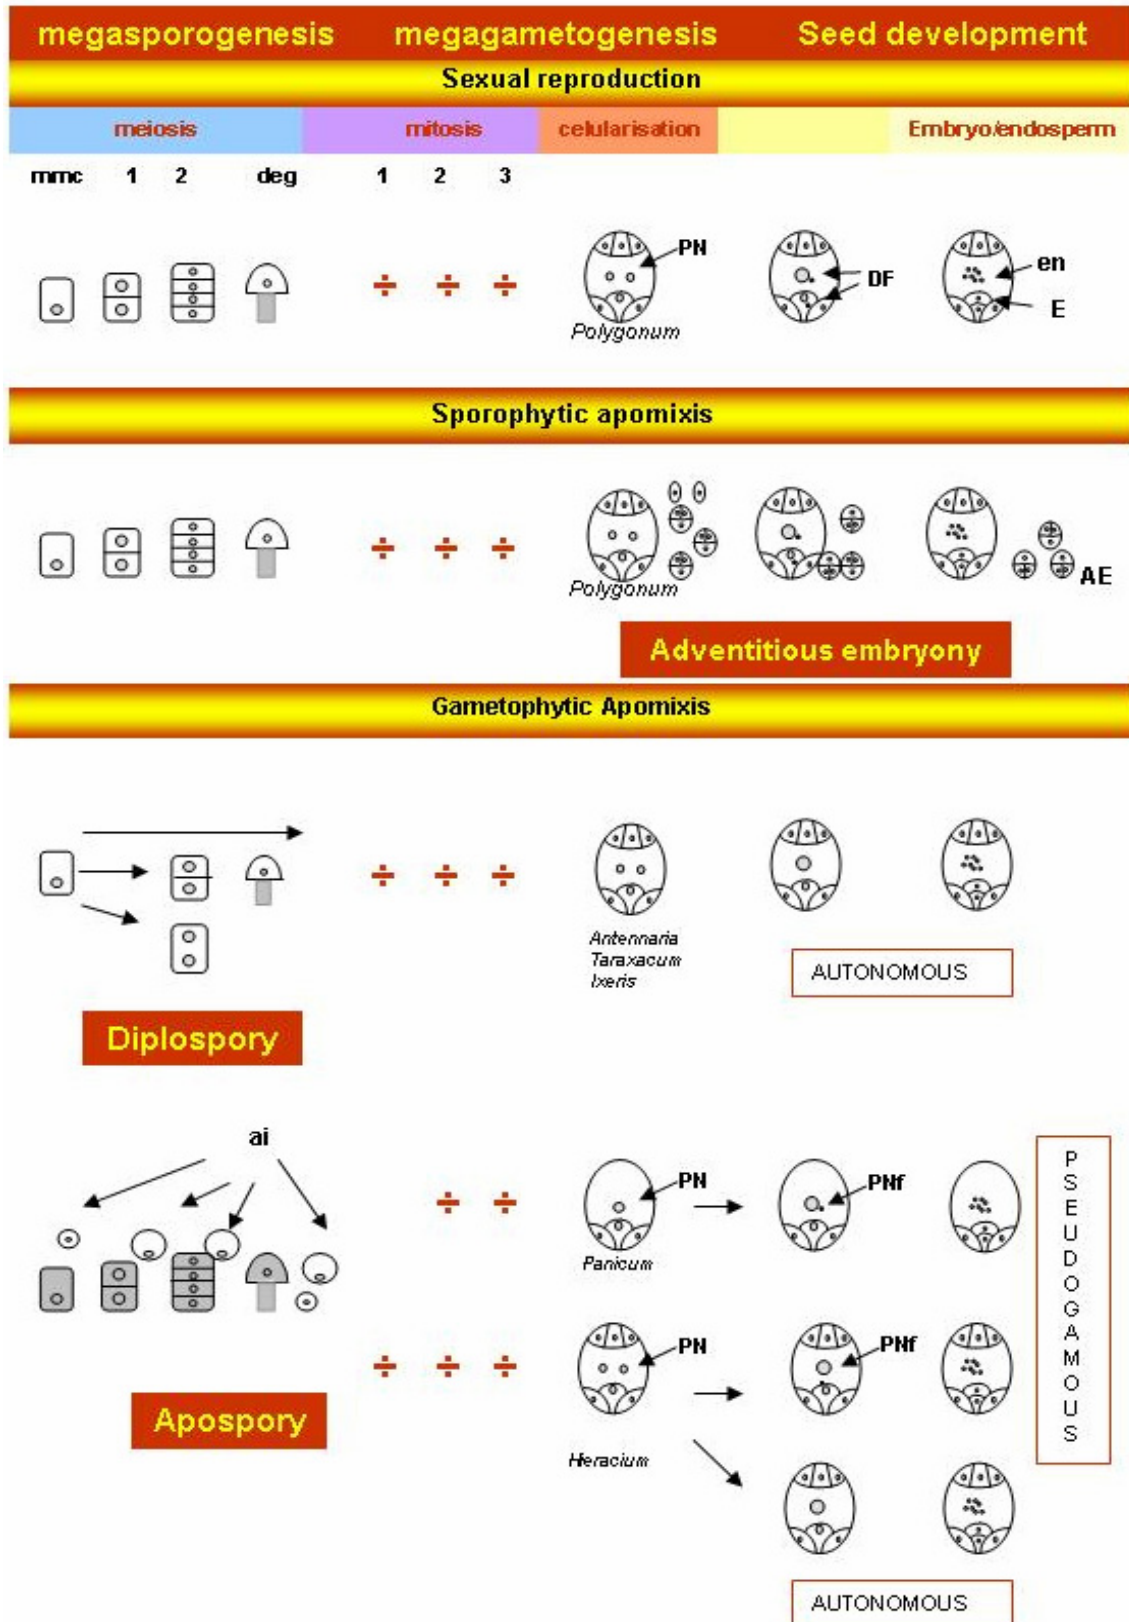 megasporogenesis megagametogenesis Seed development
Sexual reproduction
meiosis mitosis celularisation Embryo/endosperm
mmc 1 2 deg 1 2 3
PN
DF
en
E
Polygonum
Sporophytic apomixis
Polygonum
AE
Adventitious embryony
Gametophytic Apomixis
Antennaria
Taraxacum
Ixeris
AUTONOMOUS
Diplospory
ai
PN
PNf
Panicum
PSEUDOGAMOUS
PN
PNf
Apospory
Hieracium
AUTONOMOUS